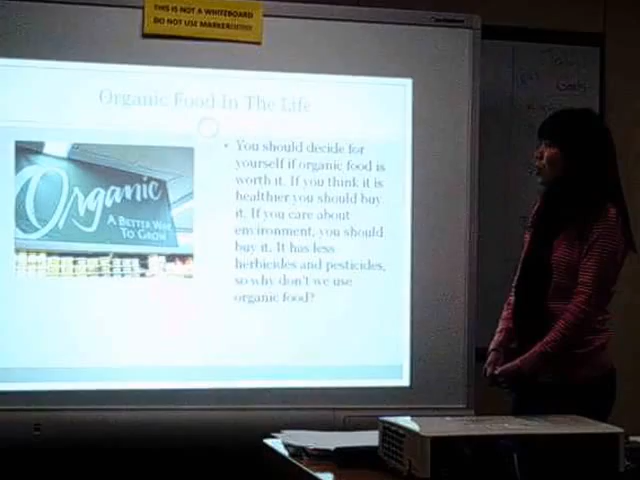 THIS IS NOT A WHITEBOARD
DO NOT USE MARKERS!!!!!!
Organic Food In The Life
Organic
A BETTER WAY
TO GROW
• You should decide for
yourself if organic food is
worth it. If you think it is
healthier you should buy
it. If you care about
environment, you should
buy it. It has less
herbicides and pesticides,
so why don't we use
organic food?